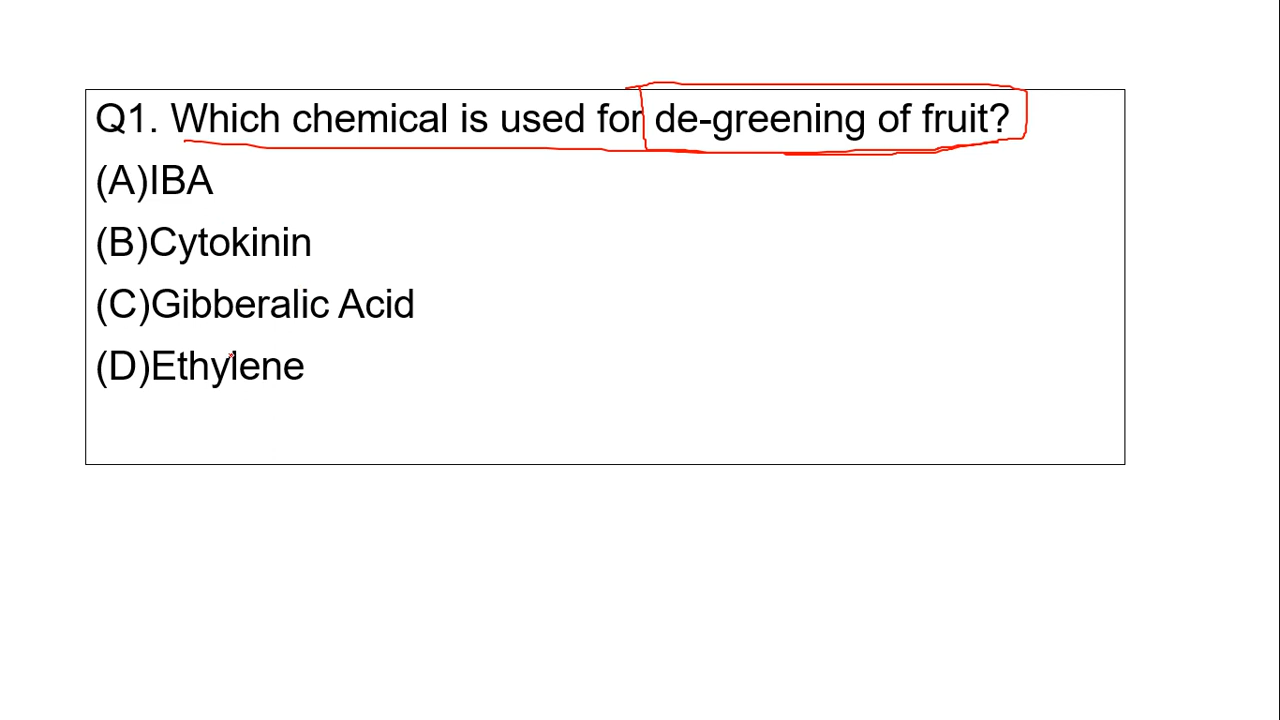 Q1. Which chemical is used for de-greening of fruit?
(A)IBA
(B)Cytokinin
(C)Gibberalic Acid
(D)Ethylene